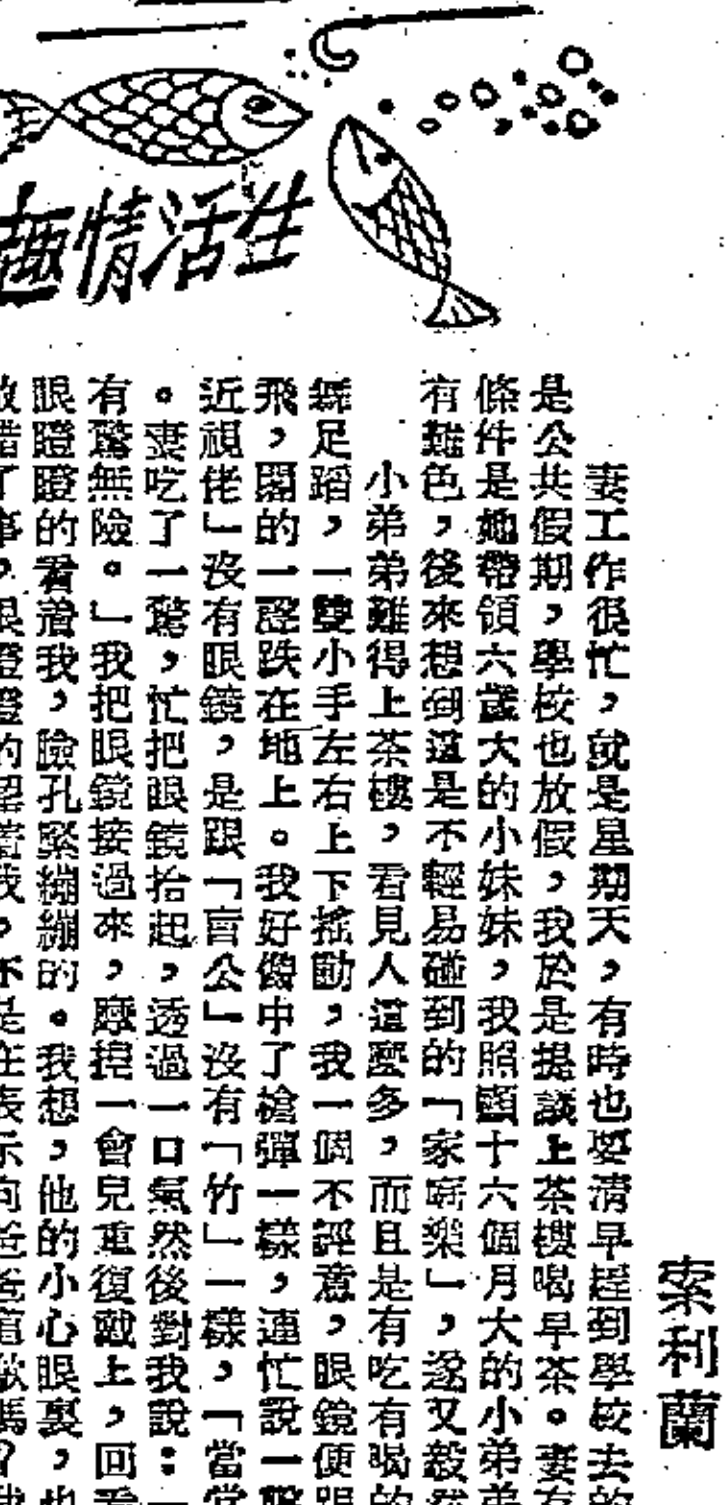 生活情趣
索利蘭
妻工作很忙，就是星期天，有時也要清早趕到學校去的
是公共假期，學校也放假，我於是提議上茶樓喝早茶。妻有
條件是她帶領六歲大的小妹妹，我照顧十六個月大的小弟弟
有難色，後來想到這是不輕易碰到的「家庭樂」，遂又毅然
小弟弟難得上茶樓，看見人這麼多，而且是有吃有喝的
舞足蹈，一雙小手左右上下搖動，我一個不經意，眼鏡便跟
飛，閣的一聲跌在地上。我好像中了槍彈一樣，連忙說一聲
近視佬」沒有眼鏡，是跟「盲公」沒有「竹」一樣，「當堂
。妻吃了一驚，忙把眼鏡拾起，透過一口氣然後對我說：一
有驚無險。」我把眼鏡接過來，摩挲一會兒重復戴上，回看
眼瞪瞪的看着我，臉孔緊繃繃的。我想，他的小心眼裏，也
做錯了事，眼瞪瞪的望着我，不是在表示向爸爸道歉嗎？我